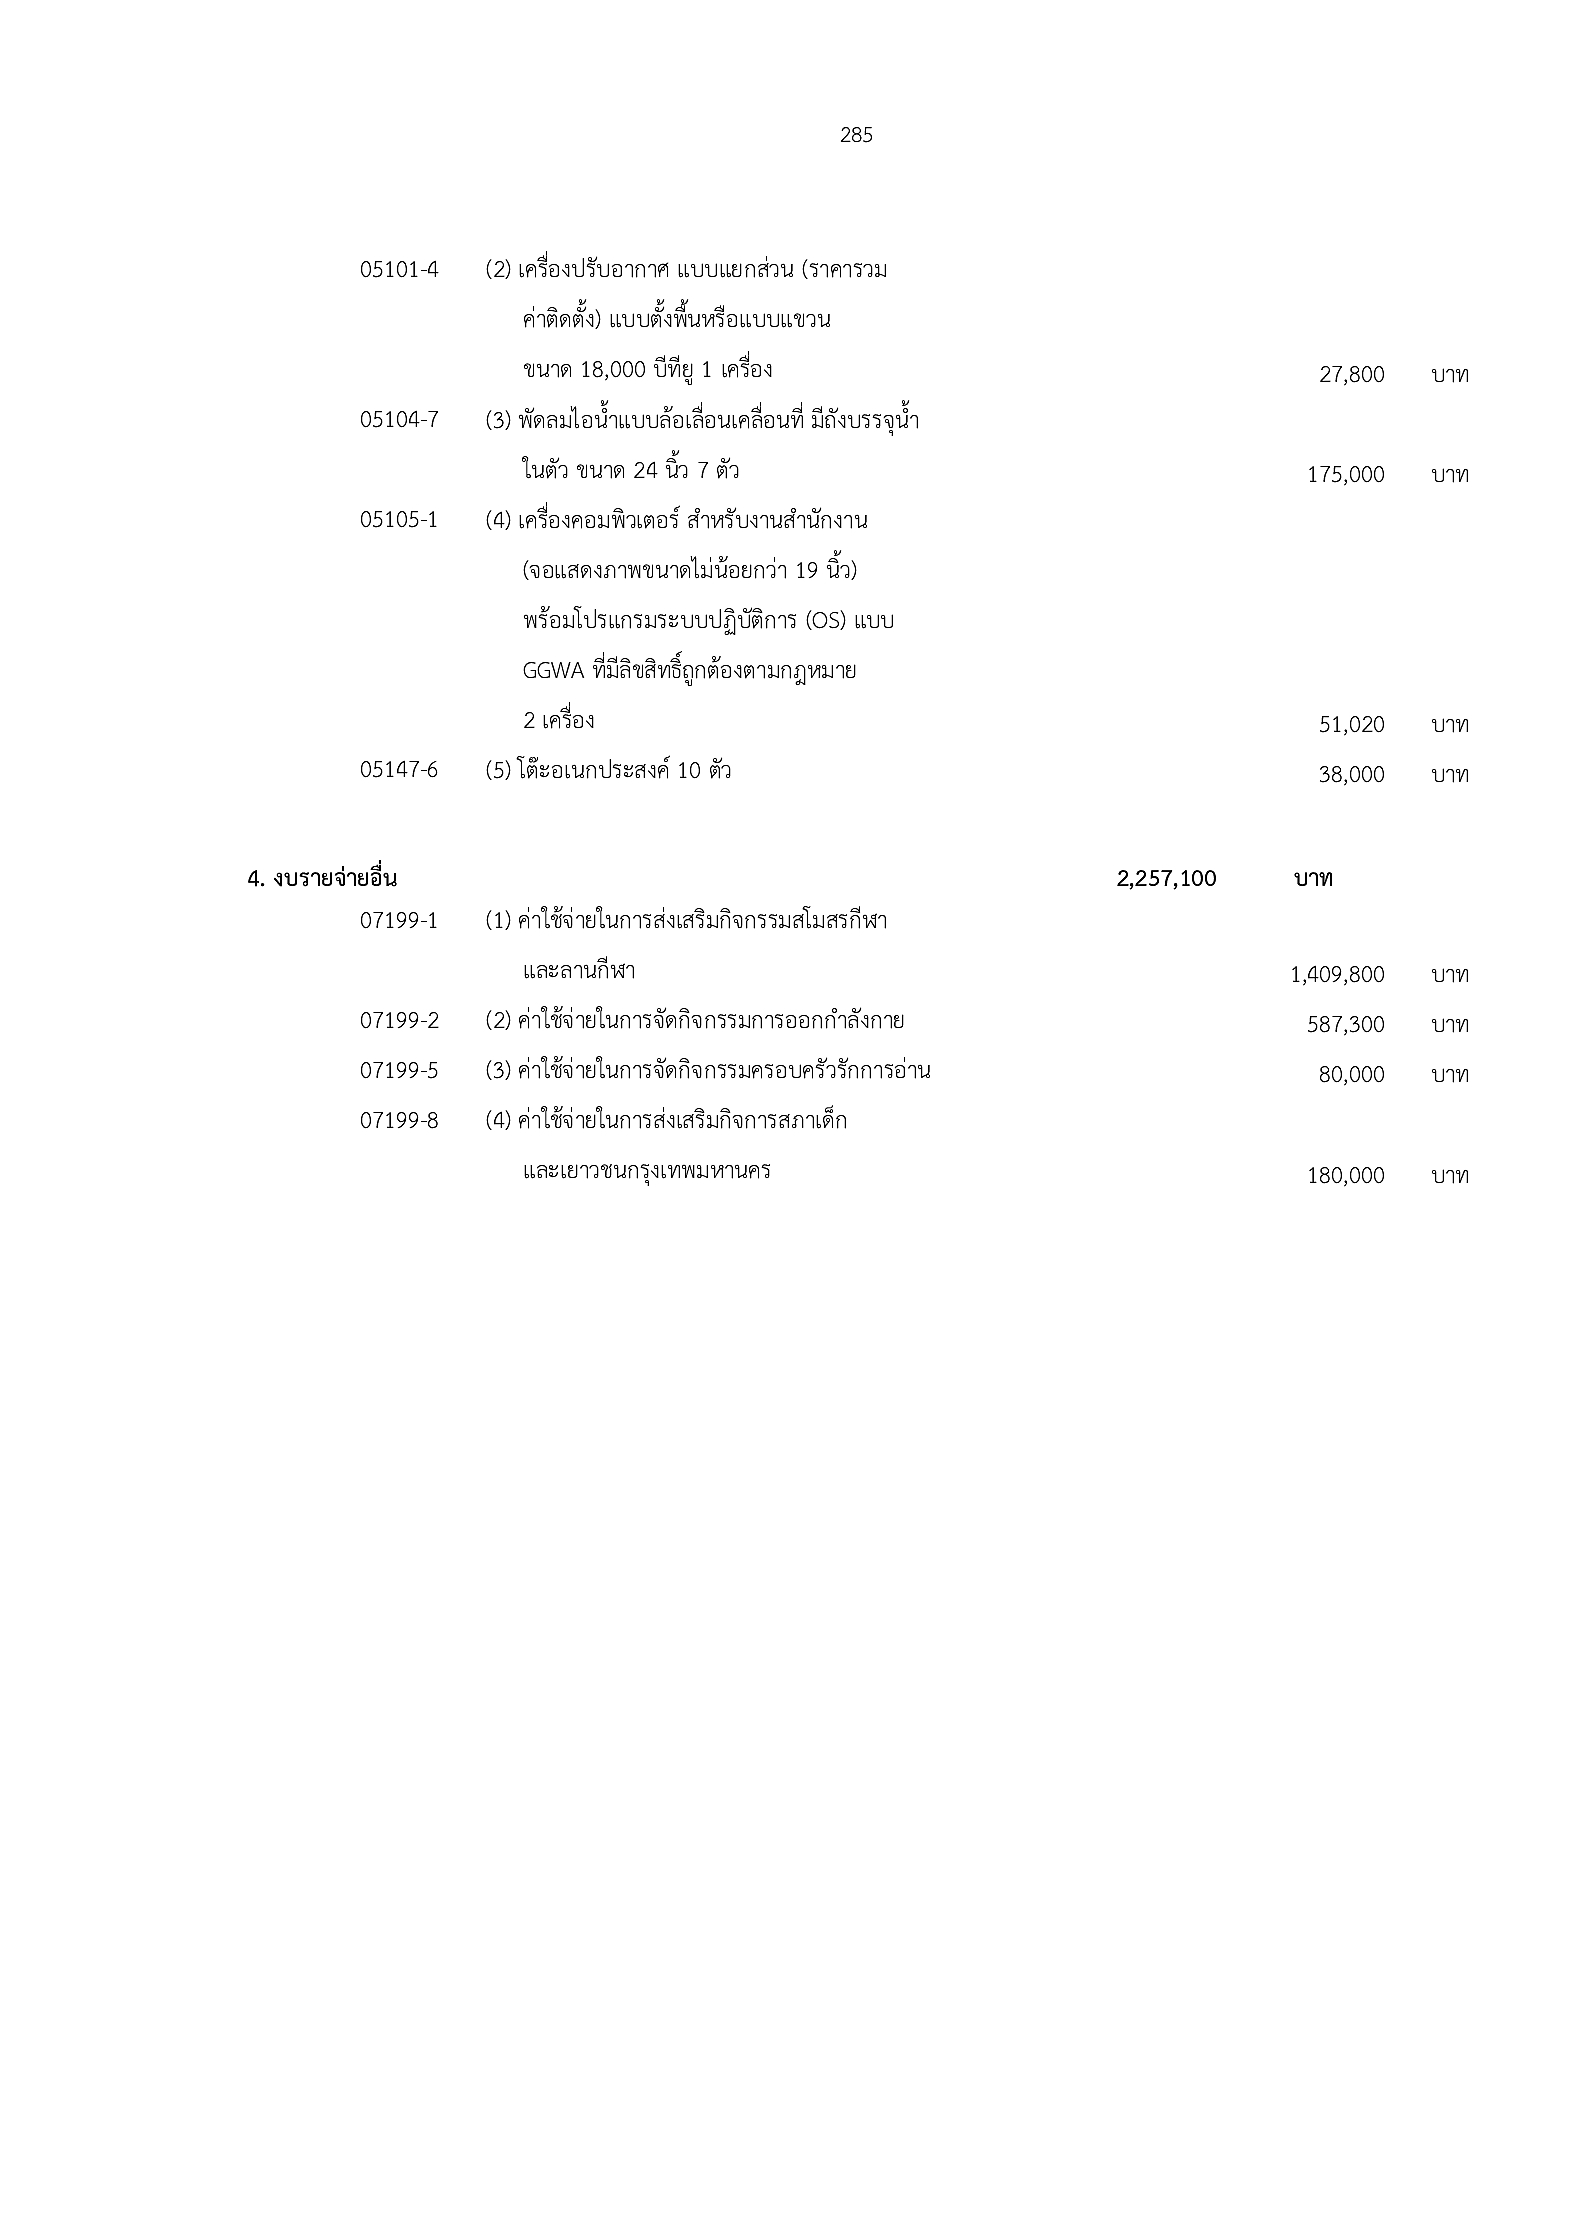 285
05101-4 (2) เครื่องปรับอากาศ แบบแยกส่วน (ราคารวม
ค่าติดตั้ง) แบบตั้งพื้นหรือแบบแขวน
ขนาด 18,000 บีทียู 1 เครื่อง 27,800 บาท
05104-7 (3) พัดลมไอน้ำแบบล้อเลื่อนเคลื่อนที่ มีถังบรรจุน้ำ
ในตัว ขนาด 24 นิ้ว 7 ตัว 175,000 บาท
05105-1 (4) เครื่องคอมพิวเตอร์ สำหรับงานสำนักงาน
(จอแสดงภาพขนาดไม่น้อยกว่า 19 นิ้ว)
พร้อมโปรแกรมระบบปฏิบัติการ (OS) แบบ
GGWA ที่มีลิขสิทธิ์ถูกต้องตามกฎหมาย
2 เครื่อง 51,020 บาท
05147-6 (5) โต๊ะอเนกประสงค์ 10 ตัว 38,000 บาท
4. งบรายจ่ายอื่น 2,257,100 บาท
07199-1 (1) ค่าใช้จ่ายในการส่งเสริมกิจกรรมสโมสรกีฬา
และลานกีฬา 1,409,800 บาท
07199-2 (2) ค่าใช้จ่ายในการจัดกิจกรรมการออกกำลังกาย 587,300 บาท
07199-5 (3) ค่าใช้จ่ายในการจัดกิจกรรมครอบครัวรักการอ่าน 80,000 บาท
07199-8 (4) ค่าใช้จ่ายในการส่งเสริมกิจการสภาเด็ก
และเยาวชนกรุงเทพมหานคร 180,000 บาท